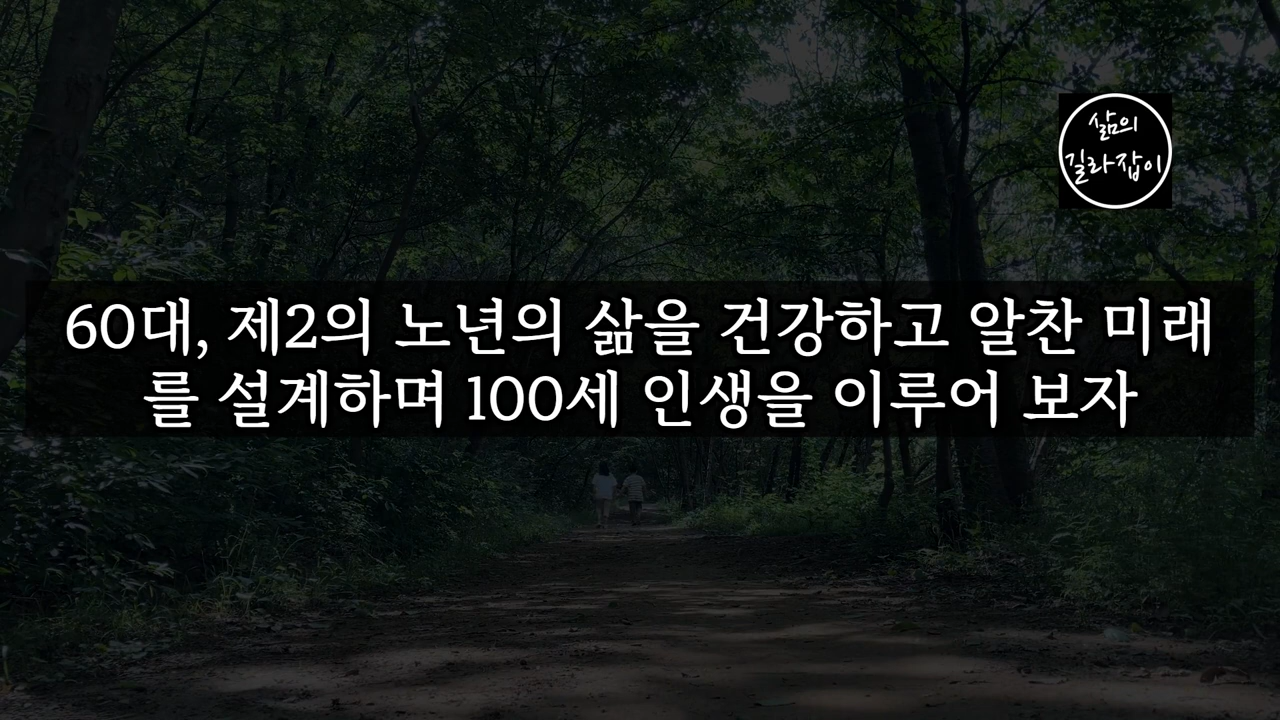 삶의
길라잡이
60대, 제2의 노년의 삶을 건강하고 알찬 미래
를 설계하며 100세 인생을 이루어 보자